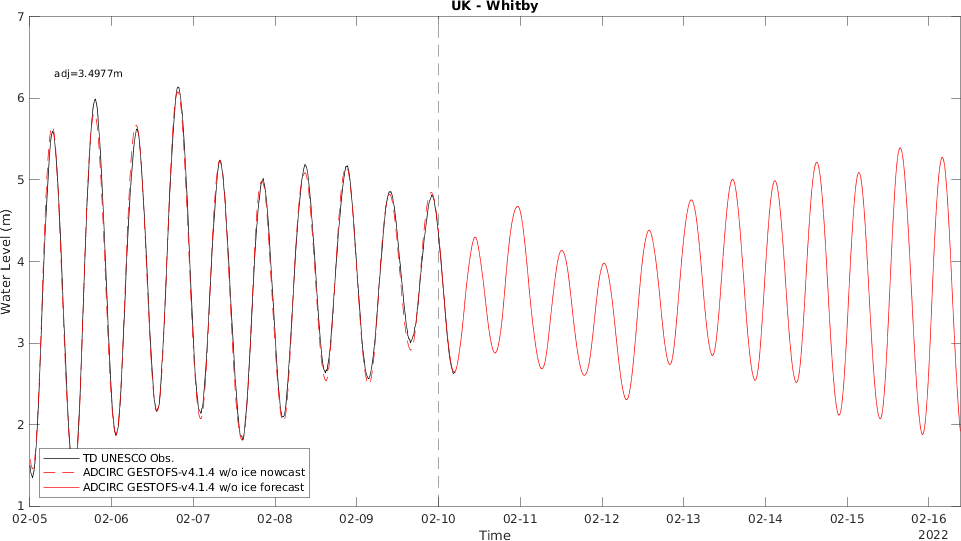 UK - Whitby
7
adj=3.4977m
6
5
4
3
2
1
Water Level (m)
TD UNESCO Obs.
ADCIRC GESTOFS-v4.1.4 w/o ice nowcast
ADCIRC GESTOFS-v4.1.4 w/o ice forecast
02-05 02-06 02-07 02-08 02-09 02-10 02-11 02-12 02-13 02-14 02-15 02-16
Time
2022